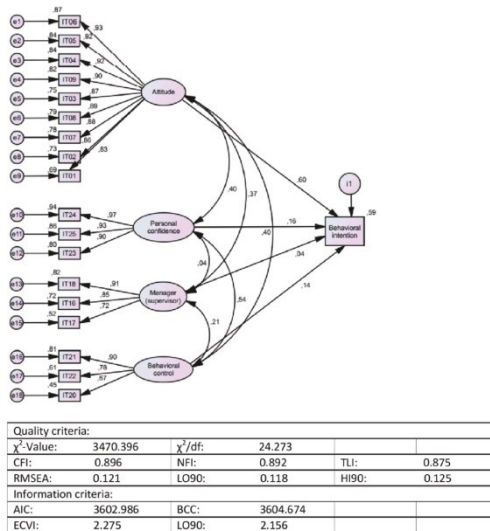 .87
e1 IT06 .93
.84
e2 IT05 .92
.84
e3 IT04 .92
.82
e4 IT09 .90
.75
e5 IT03 .87
.79
e6 IT08 .89
.78
e7 IT07 .88
.73
e8 IT02 .86
.69
e9 IT01 .83
Attitude
.60
.40
.37
.40
i1
.59
Behavioral
intention
.94
e10 IT24 .97
.86
e11 IT25 .93
.80
e12 IT23 .90
Personal
confidence
.16
.04
.04
.54
.14
.82
e13 IT18 .91
.72
e14 IT16 .85
.52
e15 IT17 .72
Manager
(supervisor)
.21
.81
e16 IT21 .90
.61
e17 IT22 .78
.45
e18 IT20 .67
Behavioral
control
Quality criteria:
χ²-Value: 3470.396 χ²/df: 24.273
CFI: 0.896 NFI: 0.892 TLI: 0.875
RMSEA: 0.121 LO90: 0.118 HI90: 0.125
Information criteria:
AIC: 3602.986 BCC: 3604.674
ECVI: 2.275 LO90: 2.156